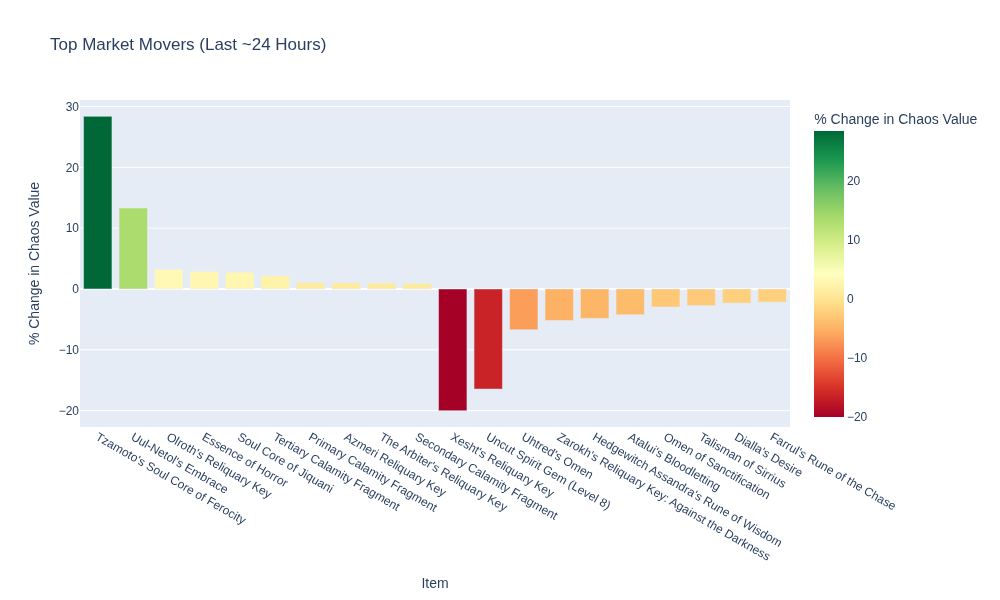 Top Market Movers (Last ~24 Hours)
% Change in Chaos Value
30
20
10
0
−10
−20
Tzamoto's Soul Core of Ferocity
Uul-Netol's Embrace
Olroth's Reliquary Key
Essence of Horror
Soul Core of Jiquani
Tertiary Calamity Fragment
Primary Calamity Fragment
Azmeri Reliquary Key
The Arbiter's Reliquary Key
Secondary Calamity Fragment
Xesht's Reliquary Key
Uncut Spirit Gem (Level 8)
Uhtred's Omen
Zarokh's Reliquary Key: Against the Darkness
Hedgewitch Assandra's Rune of Wisdom
Atalui's Bloodletting
Omen of Sanctification
Talisman of Sirrius
Dialla's Desire
Farrul's Rune of the Chase
Item
% Change in Chaos Value
20
10
0
−10
−20